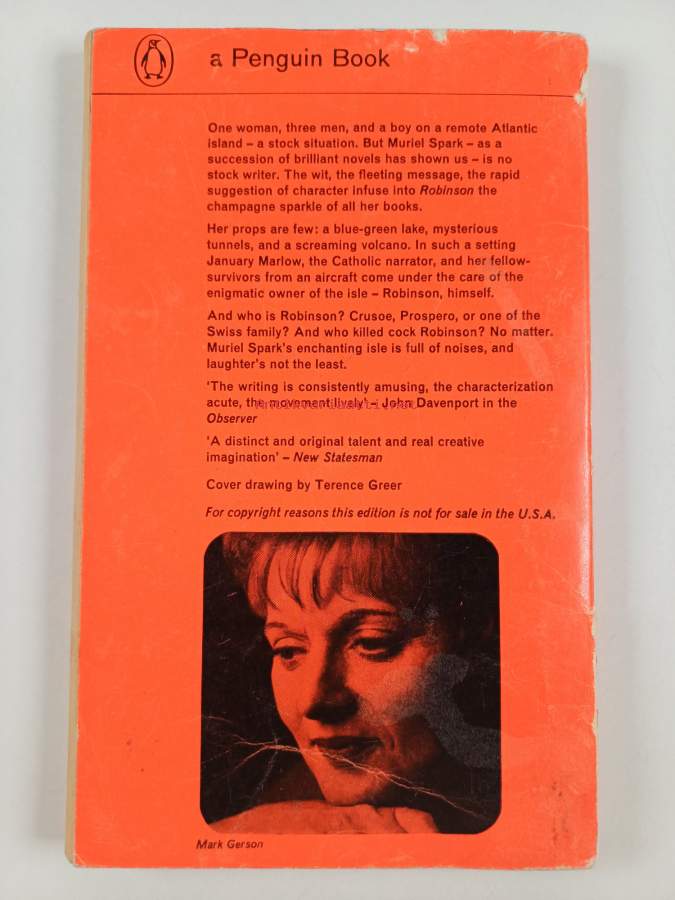 a Penguin Book
One woman, three men, and a boy on a remote Atlantic
island – a stock situation. But Muriel Spark – as a
succession of brilliant novels has shown us – is no
stock writer. The wit, the fleeting message, the rapid
suggestion of character infuse into Robinson the
champagne sparkle of all her books.
Her props are few: a blue-green lake, mysterious
tunnels, and a screaming volcano. In such a setting
January Marlow, the Catholic narrator, and her fellow-
survivors from an aircraft come under the care of the
enigmatic owner of the isle – Robinson, himself.
And who is Robinson? Crusoe, Prospero, or one of the
Swiss family? And who killed cock Robinson? No matter.
Muriel Spark's enchanting isle is full of noises, and
laughter's not the least.
'The writing is consistently amusing, the characterization
acute, the movement lively' – John Davenport in the
Observer
'A distinct and original talent and real creative
imagination' – New Statesman
Cover drawing by Terence Greer
For copyright reasons this edition is not for sale in the U.S.A.
Mark Gerson